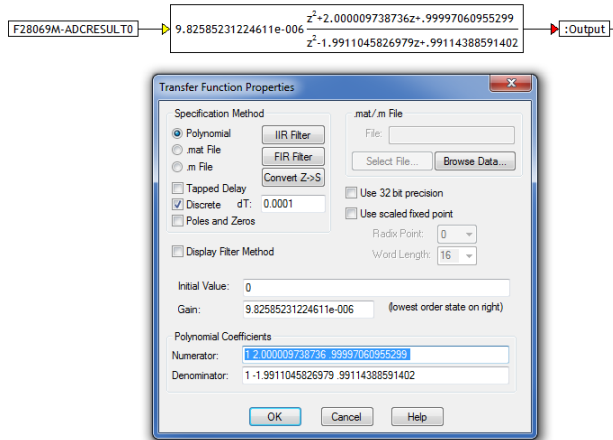 z²+2.000009738736z+.99997060955299
F28069M-ADCRESULT0
9.82585231224611e-006
:Output
z²-1.9911045826979z+.99114388591402
Transfer Function Properties
Specification Method
.mat/.m File
Polynomial
IIR Filter
File:
.mat File
FIR Filter
Select File...
Browse Data...
.m File
Convert Z->S
Tapped Delay
Use 32 bit precision
Discrete dT: 0.0001
Use scaled fixed point
Poles and Zeros
Radix Point: 0
Display Filter Method
Word Length: 16
Initial Value: 0
Gain: 9.82585231224611e-006 (lowest order state on right)
Polynomial Coefficients
Numerator: 1 2.000009738736 .99997060955299
Denominator: 1 -1.9911045826979 .99114388591402
OK Cancel Help